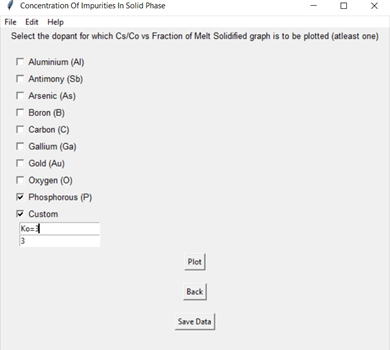 Concentration Of Impurities In Solid Phase
File Edit Help
Select the dopant for which Cs/Co vs Fraction of Melt Solidified graph is to be plotted (atleast one)
Aluminium (Al)
Antimony (Sb)
Arsenic (As)
Boron (B)
Carbon (C)
Gallium (Ga)
Gold (Au)
Oxygen (O)
Phosphorous (P)
Custom
Ko=3
3
Plot
Back
Save Data